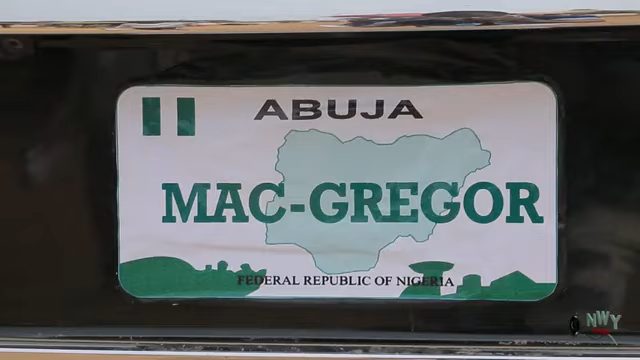 ABUJA
MAC-GREGOR
FEDERAL REPUBLIC OF NIGERIA
NWY